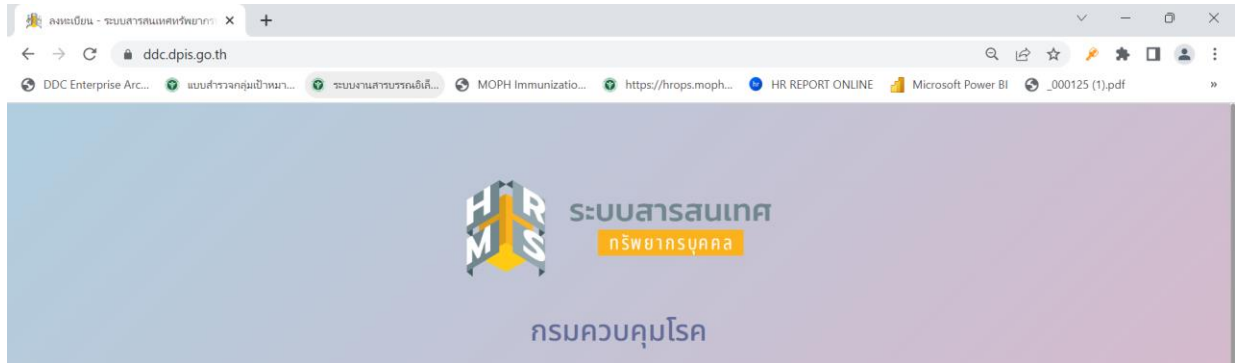 ลงทะเบียน - ระบบสารสนเทศทรัพยากร
ddc.dpis.go.th
DDC Enterprise Arc... แบบสำรวจกลุ่มเป้าหมา... ระบบงานสารบรรณอิเล็... MOPH Immunizatio... https://hrops.moph... HR REPORT ONLINE Microsoft Power BI _000125 (1).pdf
HR
MS
ระบบสารสนเทศ
ทรัพยากรบุคคล
กรมควบคุมโรค